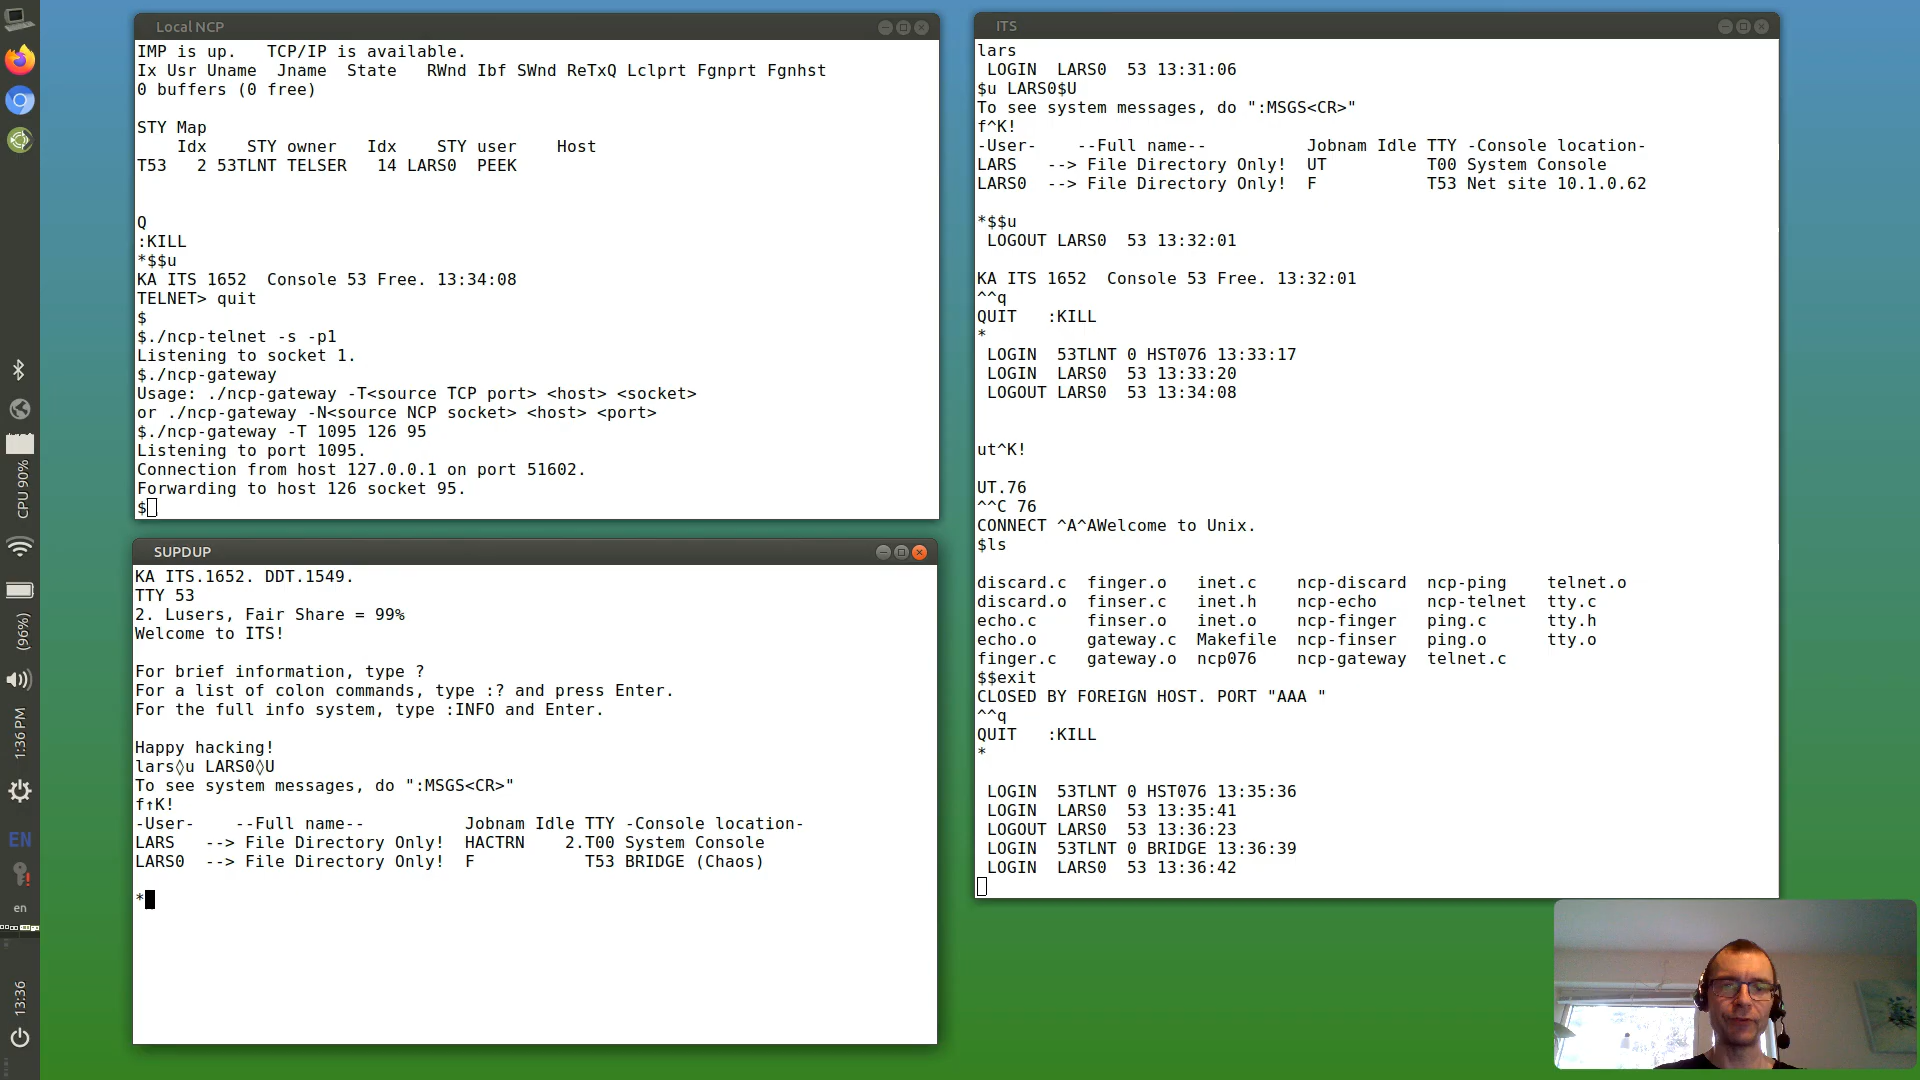 Local NCP
IMP is up.   TCP/IP is available.
Ix Usr Uname  Jname  State   RWnd Ibf SWnd ReTxQ Lclprt Fgnprt Fgnhst
0 buffers (0 free)
STY Map
    Idx    STY owner   Idx    STY user    Host
T53   2 53TLNT TELSER   14 LARS0  PEEK
Q
:KILL
*$$u
KA ITS 1652  Console 53 Free. 13:34:08
TELNET> quit
$
$./ncp-telnet -s -p1
Listening to socket 1.
$./ncp-gateway
Usage: ./ncp-gateway -T<source TCP port> <host> <socket>
or ./ncp-gateway -N<source NCP socket> <host> <port>
$./ncp-gateway -T 1095 126 95
Listening to port 1095.
Connection from host 127.0.0.1 on port 51602.
Forwarding to host 126 socket 95.
$
SUPDUP
KA ITS.1652. DDT.1549.
TTY 53
2. Lusers, Fair Share = 99%
Welcome to ITS!
For brief information, type ?
For a list of colon commands, type :? and press Enter.
For the full info system, type :INFO and Enter.
Happy hacking!
lars◊u LARS0◊U
To see system messages, do ":MSGS<CR>"
f↑K!
-User-    --Full name--          Jobnam Idle TTY -Console location-
LARS   --> File Directory Only!  HACTRN    2.T00 System Console
LARS0  --> File Directory Only!  F           T53 BRIDGE (Chaos)
*
ITS
lars
 LOGIN  LARS0  53 13:31:06
$u LARS0$U
To see system messages, do ":MSGS<CR>"
f^K!
-User-    --Full name--          Jobnam Idle TTY -Console location-
LARS   --> File Directory Only!  UT          T00 System Console
LARS0  --> File Directory Only!  F           T53 Net site 10.1.0.62
*$$u
 LOGOUT LARS0  53 13:32:01
KA ITS 1652  Console 53 Free. 13:32:01
^^q
QUIT   :KILL
*
 LOGIN  53TLNT 0 HST076 13:33:17
 LOGIN  LARS0  53 13:33:20
 LOGOUT LARS0  53 13:34:08
ut^K!
UT.76
^^C 76
CONNECT ^A^AWelcome to Unix.
$ls
discard.c  finger.o   inet.c    ncp-discard  ncp-ping    telnet.o
discard.o  finser.c   inet.h    ncp-echo     ncp-telnet  tty.c
echo.c     finser.o   inet.o    ncp-finger   ping.c      tty.h
echo.o     gateway.c  Makefile  ncp-finser   ping.o      tty.o
finger.c   gateway.o  ncp076    ncp-gateway  telnet.c
$$exit
CLOSED BY FOREIGN HOST. PORT "AAA "
^^q
QUIT   :KILL
*
 LOGIN  53TLNT 0 HST076 13:35:36
 LOGIN  LARS0  53 13:35:41
 LOGOUT LARS0  53 13:36:23
 LOGIN  53TLNT 0 BRIDGE 13:36:39
 LOGIN  LARS0  53 13:36:42
CPU 90%
(96%)
1:36 PM
EN
en
13:36